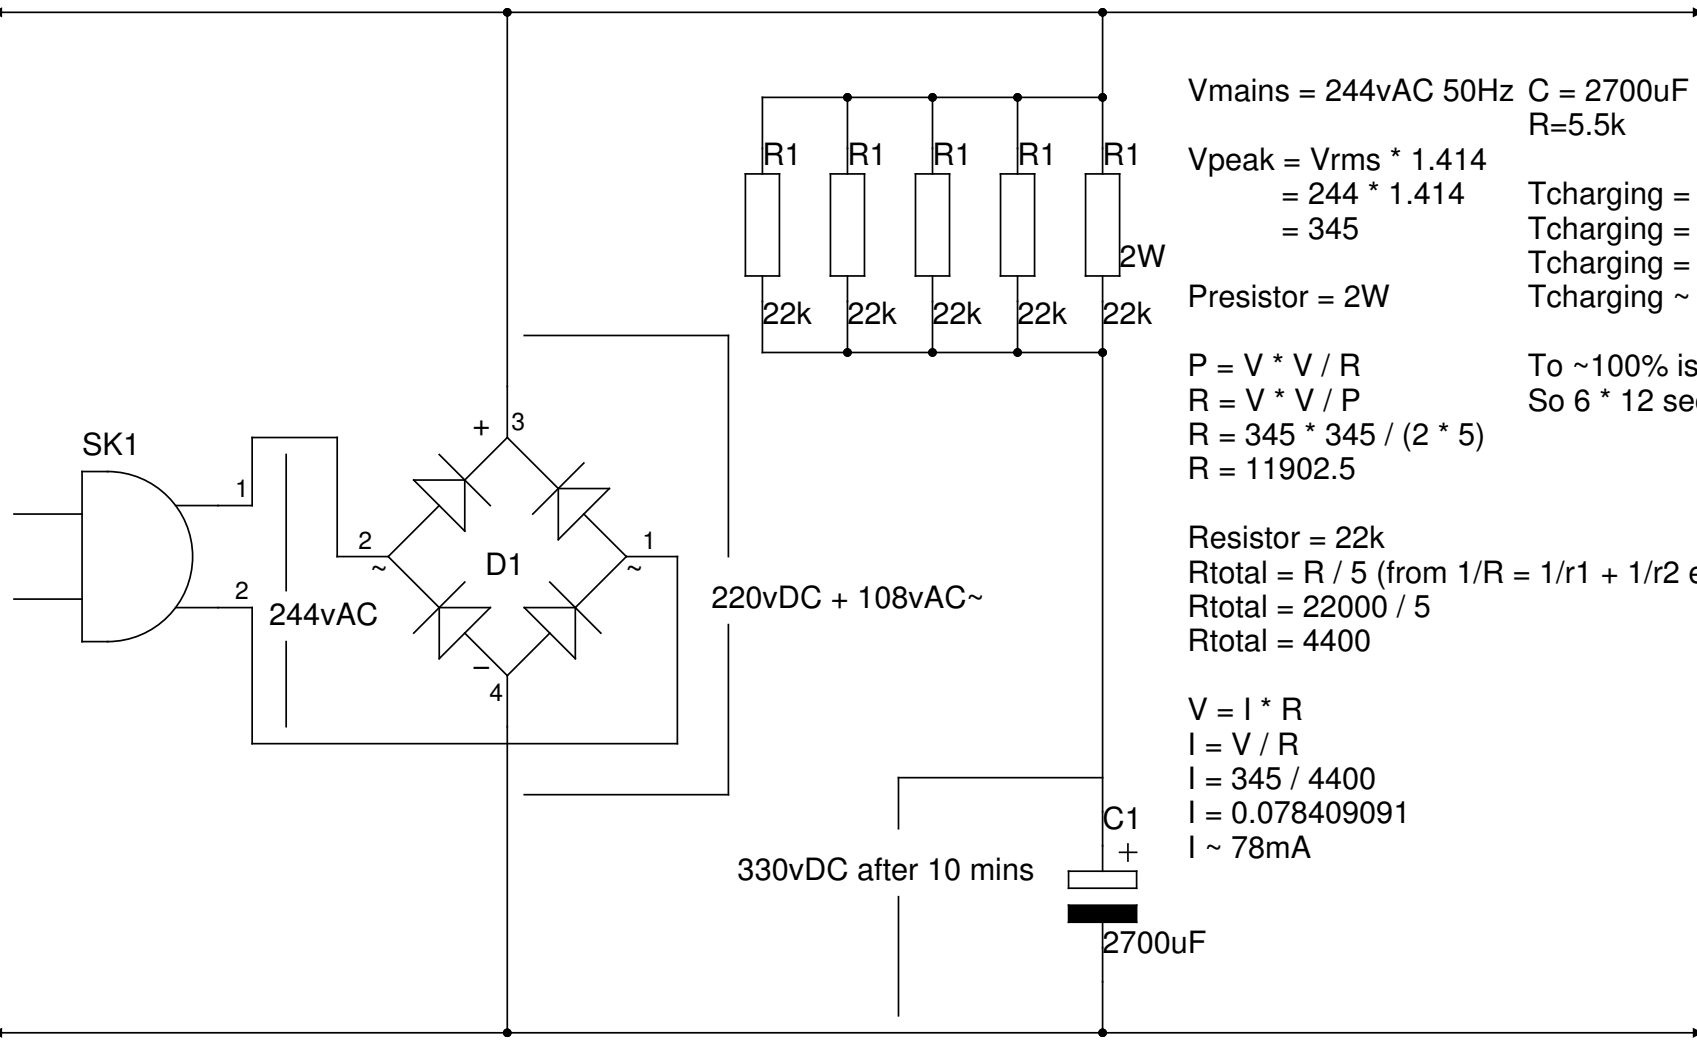 Vmains = 244vAC 50Hz
Vpeak = Vrms * 1.414
= 244 * 1.414
= 345
Presistor = 2W
P = V * V / R
R = V * V / P
R = 345 * 345 / (2 * 5)
R = 11902.5
Resistor = 22k
Rtotal = R / 5 (from 1/R = 1/r1 + 1/r2 e
Rtotal = 22000 / 5
Rtotal = 4400
V = I * R
I = V / R
I = 345 / 4400
I = 0.078409091
I ~ 78mA
C = 2700uF
R=5.5k
Tcharging =
Tcharging =
Tcharging =
Tcharging ~
To ~100% is
So 6 * 12 se
R1 R1 R1 R1 R1
2W
22k 22k 22k 22k 22k
SK1
1
2
244vAC
+ 3
2
~
D1
1
~
−
4
220vDC + 108vAC~
330vDC after 10 mins
C1
+
2700uF